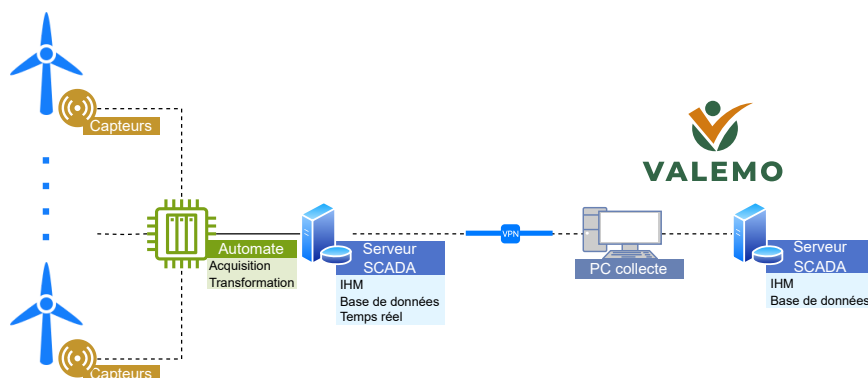 Capteurs
VALEMO
Automate
Acquisition
Transformation
Serveur
SCADA
IHM
Base de données
Temps réel
VPN
PC collecte
Serveur
SCADA
IHM
Base de données
Capteurs